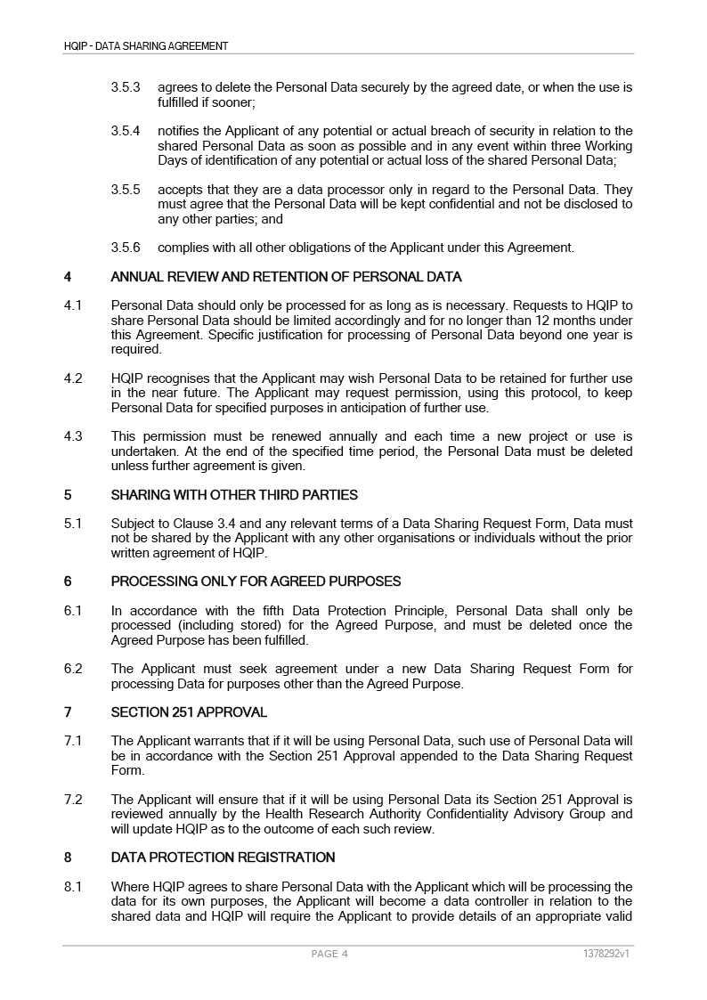 HQIP - DATA SHARING AGREEMENT
3.5.3 agrees to delete the Personal Data securely by the agreed date, or when the use is
fulfilled if sooner;
3.5.4 notifies the Applicant of any potential or actual breach of security in relation to the
shared Personal Data as soon as possible and in any event within three Working
Days of identification of any potential or actual loss of the shared Personal Data;
3.5.5 accepts that they are a data processor only in regard to the Personal Data. They
must agree that the Personal Data will be kept confidential and not be disclosed to
any other parties; and
3.5.6 complies with all other obligations of the Applicant under this Agreement.
4 ANNUAL REVIEW AND RETENTION OF PERSONAL DATA
4.1 Personal Data should only be processed for as long as is necessary. Requests to HQIP to
share Personal Data should be limited accordingly and for no longer than 12 months under
this Agreement. Specific justification for processing of Personal Data beyond one year is
required.
4.2 HQIP recognises that the Applicant may wish Personal Data to be retained for further use
in the near future. The Applicant may request permission, using this protocol, to keep
Personal Data for specified purposes in anticipation of further use.
4.3 This permission must be renewed annually and each time a new project or use is
undertaken. At the end of the specified time period, the Personal Data must be deleted
unless further agreement is given.
5 SHARING WITH OTHER THIRD PARTIES
5.1 Subject to Clause 3.4 and any relevant terms of a Data Sharing Request Form, Data must
not be shared by the Applicant with any other organisations or individuals without the prior
written agreement of HQIP.
6 PROCESSING ONLY FOR AGREED PURPOSES
6.1 In accordance with the fifth Data Protection Principle, Personal Data shall only be
processed (including stored) for the Agreed Purpose, and must be deleted once the
Agreed Purpose has been fulfilled.
6.2 The Applicant must seek agreement under a new Data Sharing Request Form for
processing Data for purposes other than the Agreed Purpose.
7 SECTION 251 APPROVAL
7.1 The Applicant warrants that if it will be using Personal Data, such use of Personal Data will
be in accordance with the Section 251 Approval appended to the Data Sharing Request
Form.
7.2 The Applicant will ensure that if it will be using Personal Data its Section 251 Approval is
reviewed annually by the Health Research Authority Confidentiality Advisory Group and
will update HQIP as to the outcome of each such review.
8 DATA PROTECTION REGISTRATION
8.1 Where HQIP agrees to share Personal Data with the Applicant which will be processing the
data for its own purposes, the Applicant will become a data controller in relation to the
shared data and HQIP will require the Applicant to provide details of an appropriate valid
PAGE 4 1378292v1